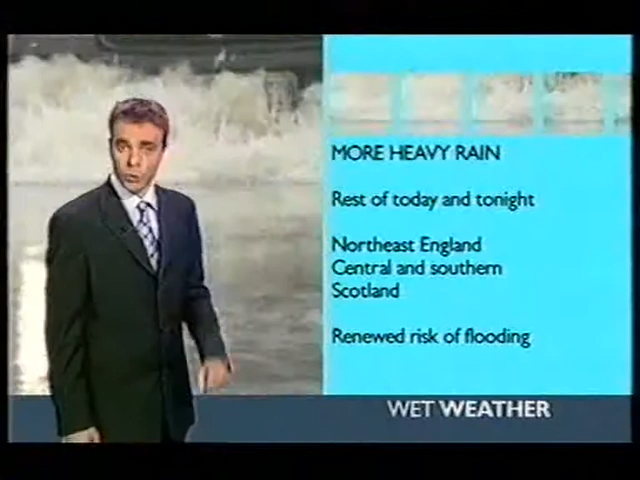 MORE HEAVY RAIN
Rest of today and tonight
Northeast England
Central and southern
Scotland
Renewed risk of flooding
WET WEATHER